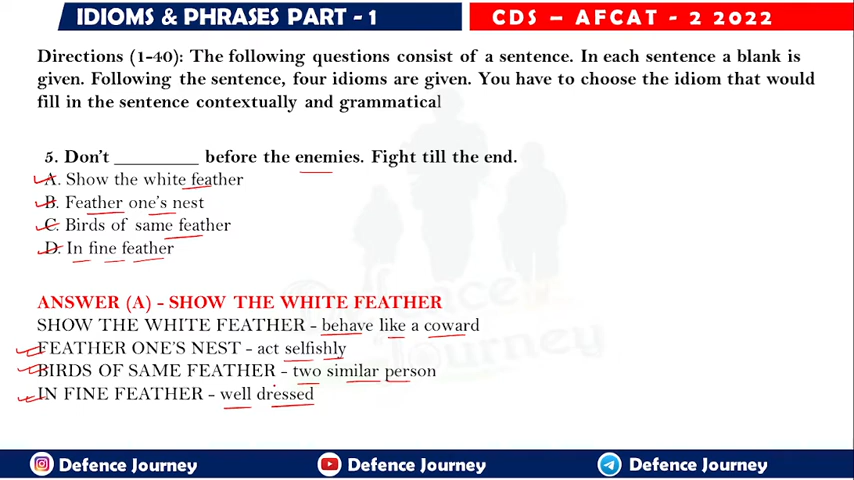 IDIOMS & PHRASES PART - 1
CDS - AFCAT - 2 2022
Directions (1-40): The following questions consist of a sentence. In each sentence a blank is
given. Following the sentence, four idioms are given. You have to choose the idiom that would
fill in the sentence contextually and grammatical
5. Don't _________ before the enemies. Fight till the end.
A. Show the white feather
B. Feather one's nest
C. Birds of same feather
D. In fine feather
ANSWER (A) - SHOW THE WHITE FEATHER
SHOW THE WHITE FEATHER - behave like a coward
FEATHER ONE'S NEST - act selfishly
BIRDS OF SAME FEATHER - two similar person
IN FINE FEATHER - well dressed
Defence
Journey
Defence Journey
Defence Journey
Defence Journey